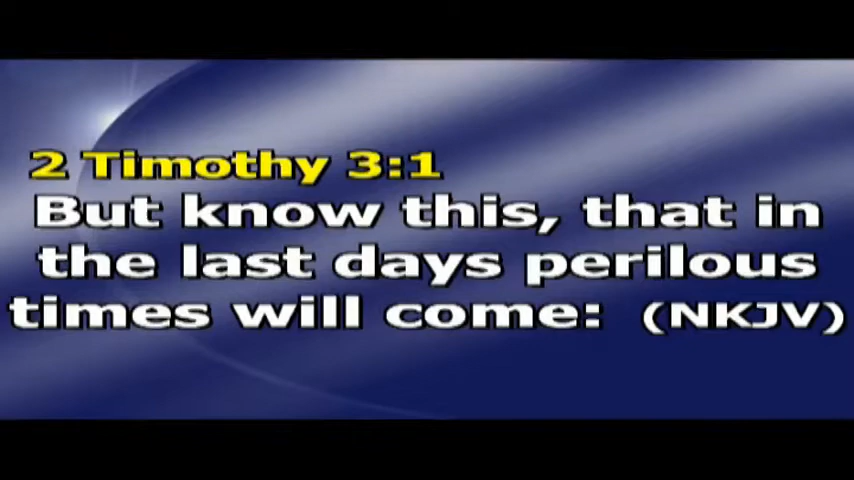 2 Timothy 3:1
But know this, that in
the last days perilous
times will come: (NKJV)